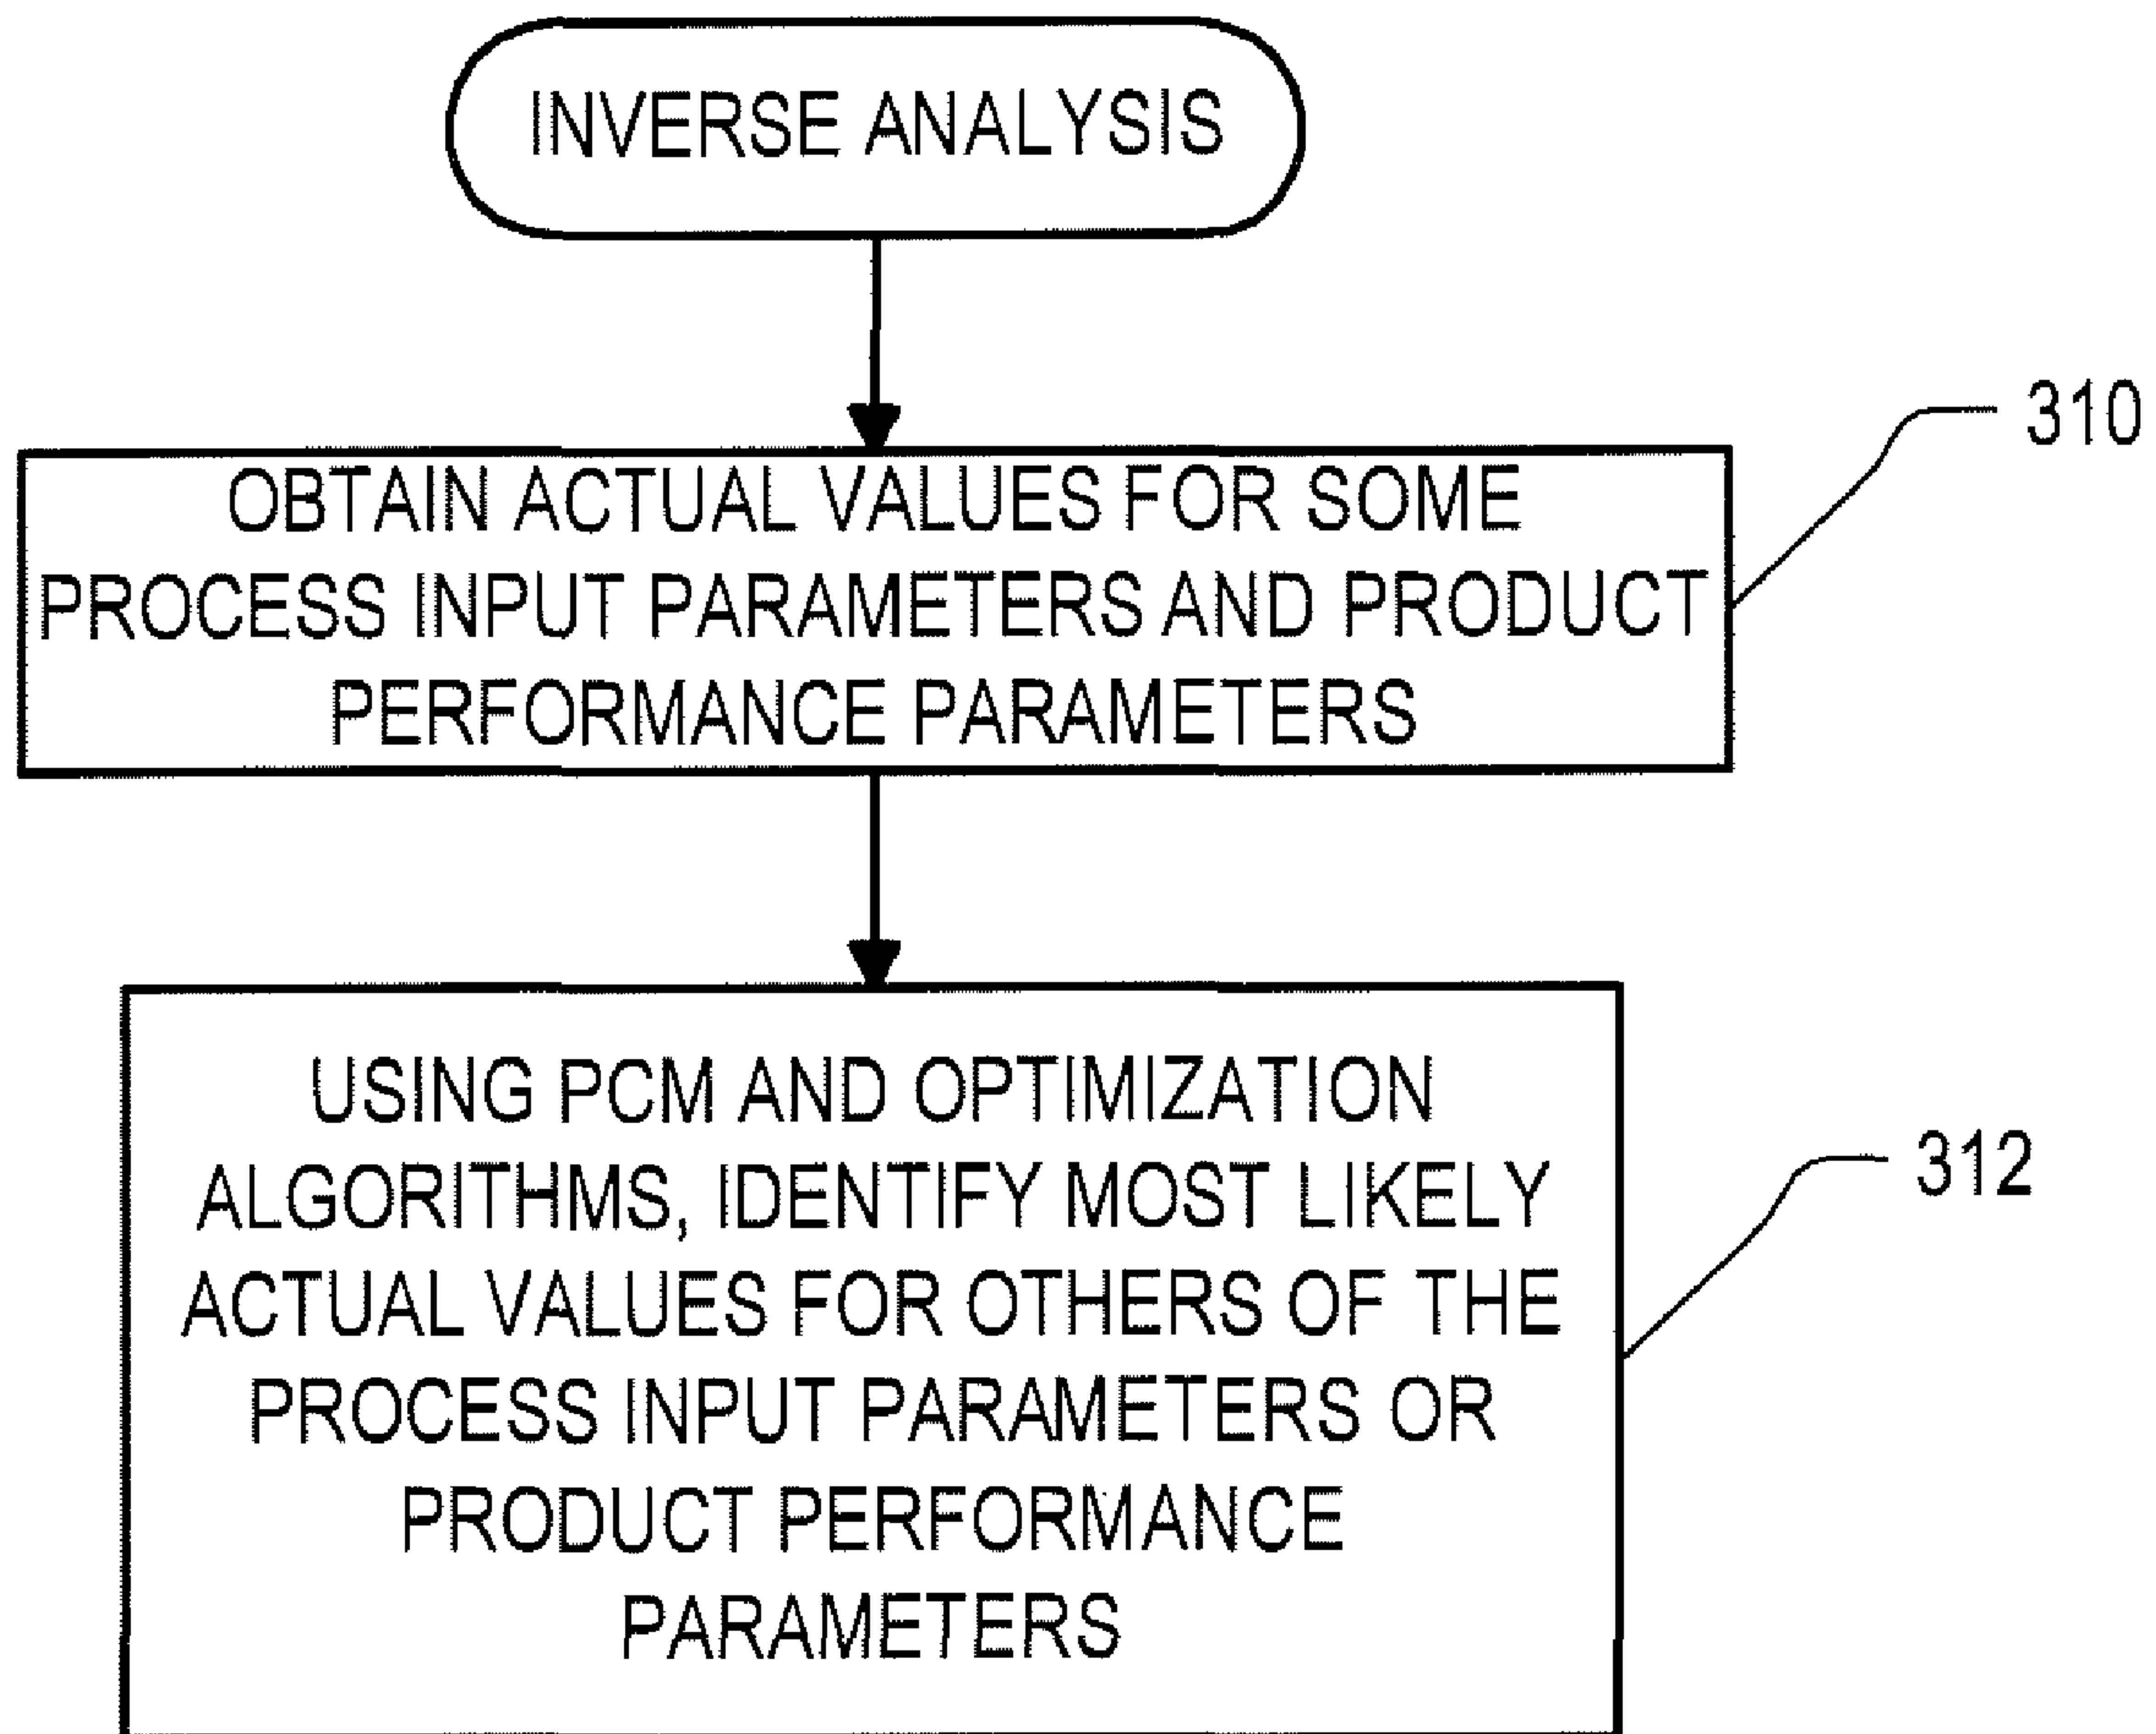 INVERSE ANALYSIS
310
OBTAIN ACTUAL VALUES FOR SOME
PROCESS INPUT PARAMETERS AND PRODUCT
PERFORMANCE PARAMETERS
USING PCM AND OPTIMIZATION
ALGORITHMS, IDENTIFY MOST LIKELY
312
ACTUAL VALUES FOR OTHERS OF THE
PROCESS INPUT PARAMETERS OR
PRODUCT PERFORMANCE
PARAMETERS